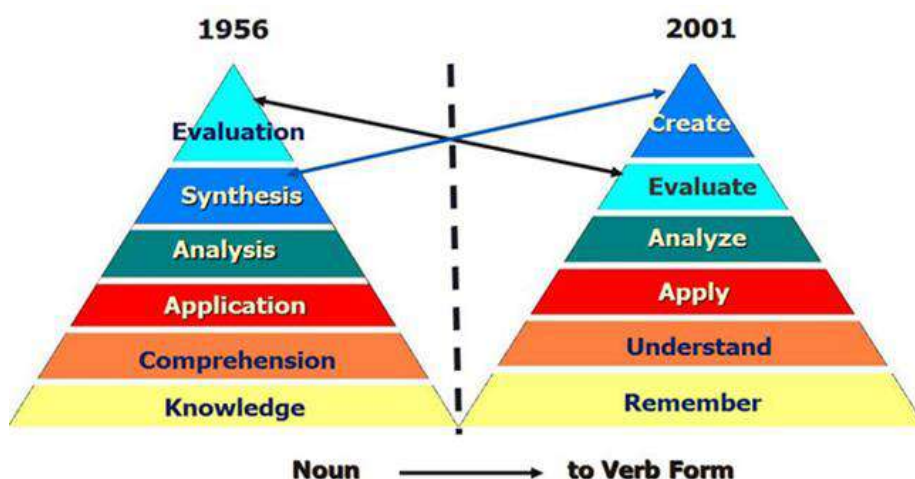 1956
Evaluation
Synthesis
Analysis
Application
Comprehension
Knowledge
2001
Create
Evaluate
Analyze
Apply
Understand
Remember
Noun to Verb Form